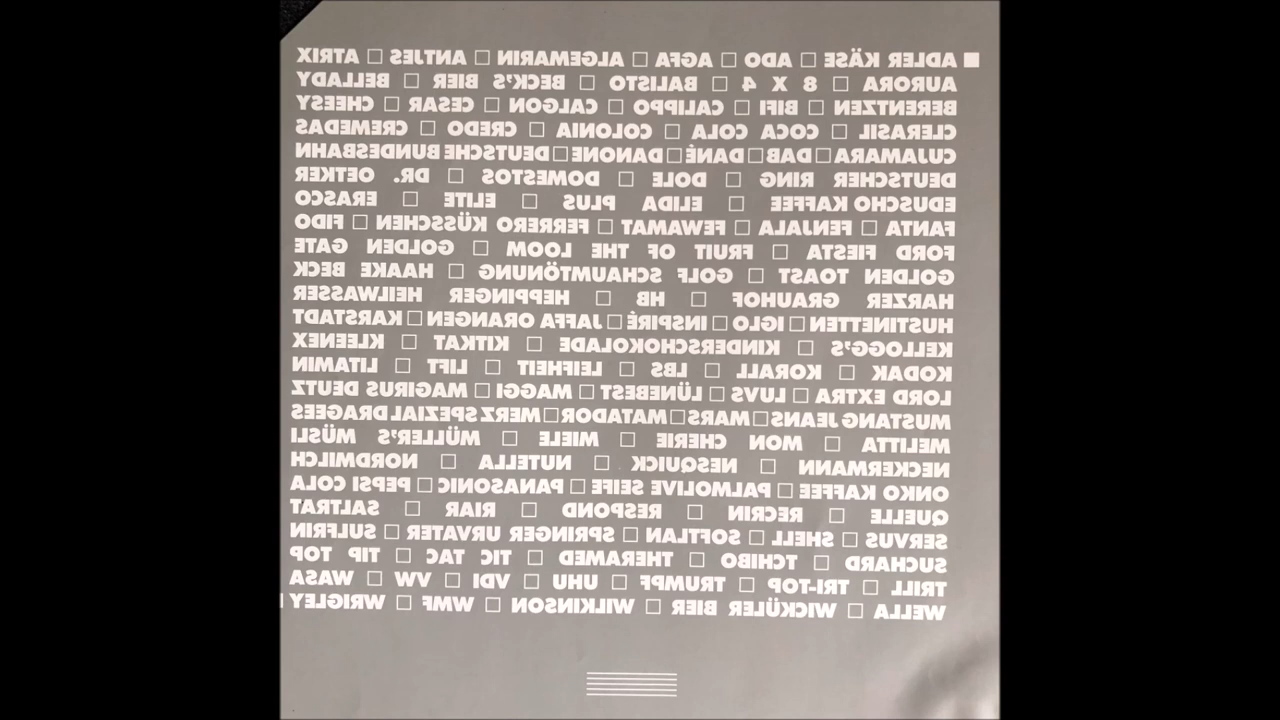 ■ ADLER KÄSE □ ADO □ AGFA □ ALGEMARIN □ ANTJES □ ATRIX
AURORA □ 8 X 4 □ BALISTO □ BECK'S BIER □ BELLADY
BERENTZEN □ BIFI □ CALIPPO □ CALGON □ CESAR □ CHEESY
CLERASIL □ COCA COLA □ COLONIA □ CREDO □ CREMEDAS
CUJAMARA □ DAB □ DANÉ □ DANONE □ DEUTSCHE BUNDESBAHN
DEUTSCHER RING □ DOLE □ DOMESTOS □ DR. OETKER
EDUSCHO KAFFEE □ ELIDA PLUS □ ELITE □ ERASCO
FANTA □ FENJALA □ FEWAMAT □ FERRERO KÜSSCHEN □ FIDO
FORD FIESTA □ FRUIT OF THE LOOM □ GOLDEN GATE
GOLDEN TOAST □ GOLF SCHAUMTÖNUNG □ HAAKE BECK
HARZER GRAUHOF □ HB □ HEPPINGER HEILWASSER
HUSTINETTEN □ IGLO □ INSPIRÉ □ JAFFA ORANGEN □ KARSTADT
KELLOGG'S □ KINDERSCHOKOLADE □ KITKAT □ KLEENEX
KODAK □ KORALL □ LBS □ LEIFHEIT □ LIFT □ LITAMIN
LORD EXTRA □ LUVS □ LÜNEBEST □ MAGGI □ MAGIRUS DEUTZ
MUSTANG JEANS □ MARS □ MATADOR □ MERZ SPEZIAL DRAGEES
MELITTA □ MON CHERIE □ MIELE □ MÜLLER'S MÜSLI
NECKERMANN □ NESQUICK □ NUTELLA □ NORDMILCH
ONKO KAFFEE □ PALMOLIVE SEIFE □ PANASONIC □ PEPSI COLA
QUELLE □ RECRIN □ RESPOND □ RIAR □ SALTRAT
SERVUS □ SHELL □ SOFTLAN □ SPRINGER URVATER □ SULFRIN
SUCHARD □ TCHIBO □ THERAMED □ TIC TAC □ TIP TOP
TRILL □ TRI-TOP □ TRUMPF □ UHU □ VDI □ VW □ WASA
WELLA □ WICKÜLER BIER □ WILKINSON □ WMF □ WRIGLEY